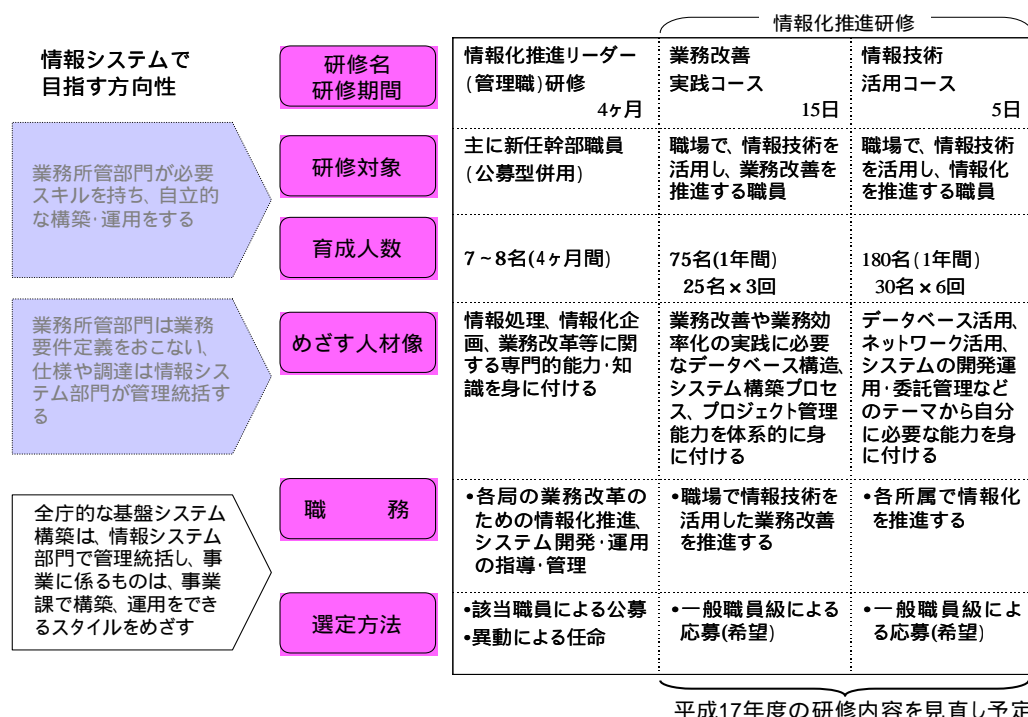 情報化推進研修
情報システムで
目指す方向性
業務所管部門が必要
スキルを持ち、自立的
な構築・運用をする
業務所管部門は業務
要件定義をおこない、
仕様や調達は情報シス
テム部門が管理統括す
る
全庁的な基盤システム
構築は、情報システム
部門で管理統括し、事
業に係るものは、事業
課で構築、運用をでき
るスタイルをめざす
研修名
研修期間
情報化推進リーダー
(管理職)研修
4ヶ月
業務改善
実践コース
15日
情報技術
活用コース
5日
研修対象
主に新任幹部職員
(公募型併用)
職場で、情報技術を
活用し、業務改善を
推進する職員
職場で、情報技術
を活用し、情報化
を推進する職員
育成人数
7~8名(4ヶ月間)
75名(1年間)
25名×3回
180名(1年間)
30名×6回
めざす人材像
情報処理、情報化企
画、業務改革等に関
する専門的能力・知
識を身に付ける
業務改善や業務効
率化の実践に必要
なデータベース構造、
システム構築プロセ
ス、プロジェクト管理
能力を体系的に身
に付ける
データベース活用、
ネットワーク活用、
システムの開発運
用・委託管理など
のテーマから自分
に必要な能力を身
に付ける
職 務
•各局の業務改革の
ための情報化推進、
システム開発・運用
の指導・管理
•職場で情報技術を
活用した業務改善
を推進する
•各所属で情報化
を推進する
選定方法
•該当職員による公募
•異動による任命
•一般職員級による
応募(希望)
•一般職員級によ
る応募(希望)
平成17年度の研修内容を見直し予定